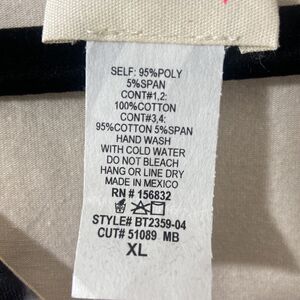 SELF: 95%POLY
5%SPAN
CONT#1,2:
100%COTTON
CONT#3,4:
95%COTTON 5%SPAN
HAND WASH
WITH COLD WATER
DO NOT BLEACH
HANG OR LINE DRY
MADE IN MEXICO
RN # 156832
STYLE# BT2359-04
CUT# 51089 MB
XL